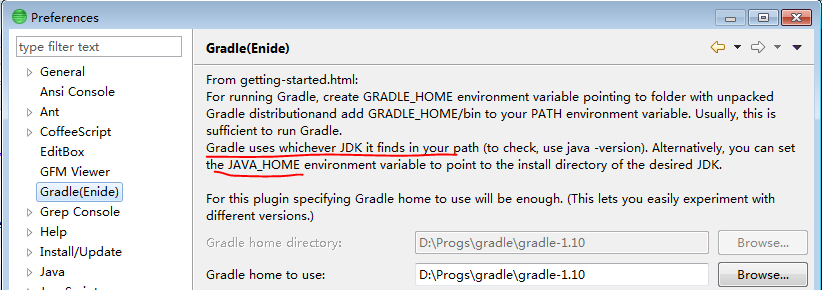 Preferences
type filter text
General
Ansi Console
Ant
CoffeeScript
EditBox
GFM Viewer
Gradle(Enide)
Grep Console
Help
Install/Update
Java
Gradle(Enide)
From getting-started.html:
For running Gradle, create GRADLE_HOME environment variable pointing to folder with unpacked
Gradle distributionand add GRADLE_HOME/bin to your PATH environment variable. Usually, this is
sufficient to run Gradle.
Gradle uses whichever JDK it finds in your path (to check, use java -version). Alternatively, you can set
the JAVA_HOME environment variable to point to the install directory of the desired JDK.
For this plugin specifying Gradle home to use will be enough. (This lets you easily experiment with
different versions.)
Gradle home directory:
D:\Progs\gradle\gradle-1.10
Browse...
Gradle home to use:
D:\Progs\gradle\gradle-1.10
Browse...